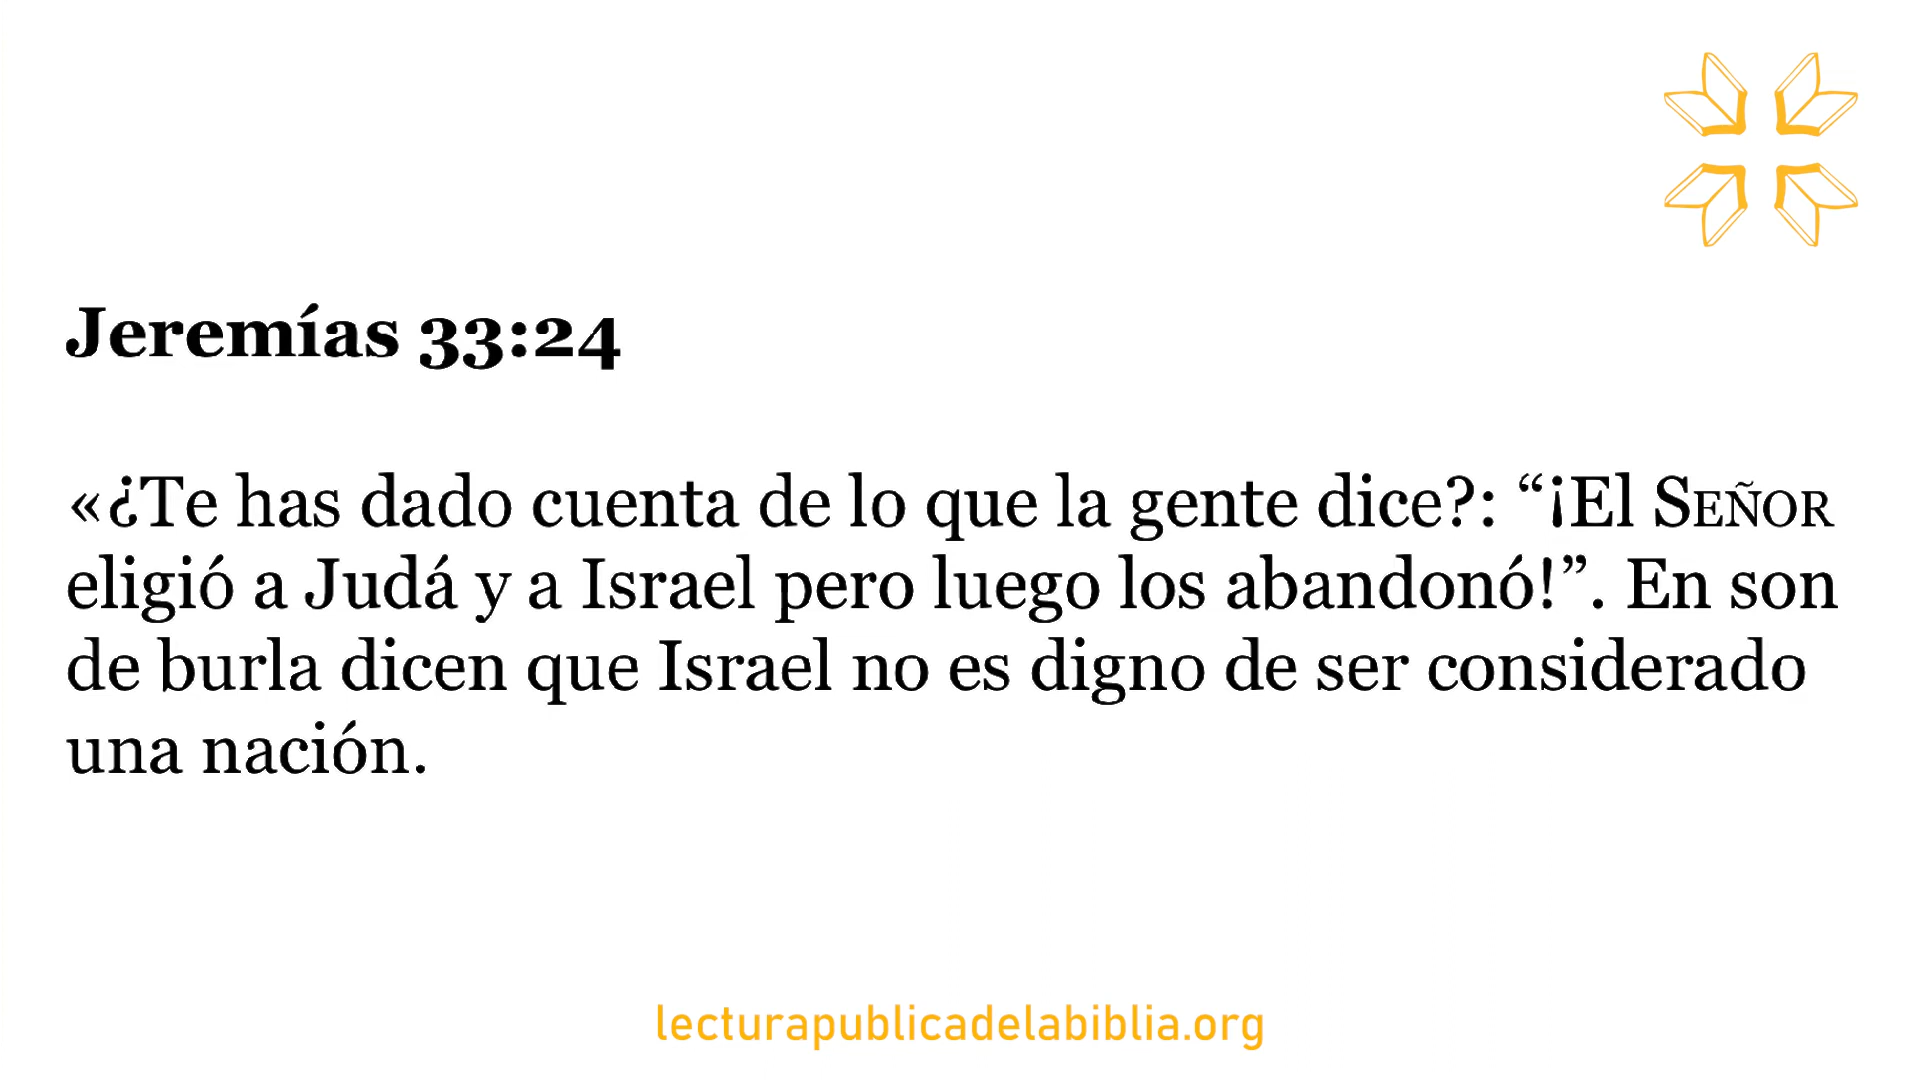 Jeremías 33:24
«¿Te has dado cuenta de lo que la gente dice?: “¡El SEÑOR
eligió a Judá y a Israel pero luego los abandonó!”. En son
de burla dicen que Israel no es digno de ser considerado
una nación.
lecturapublicadelabiblia.org